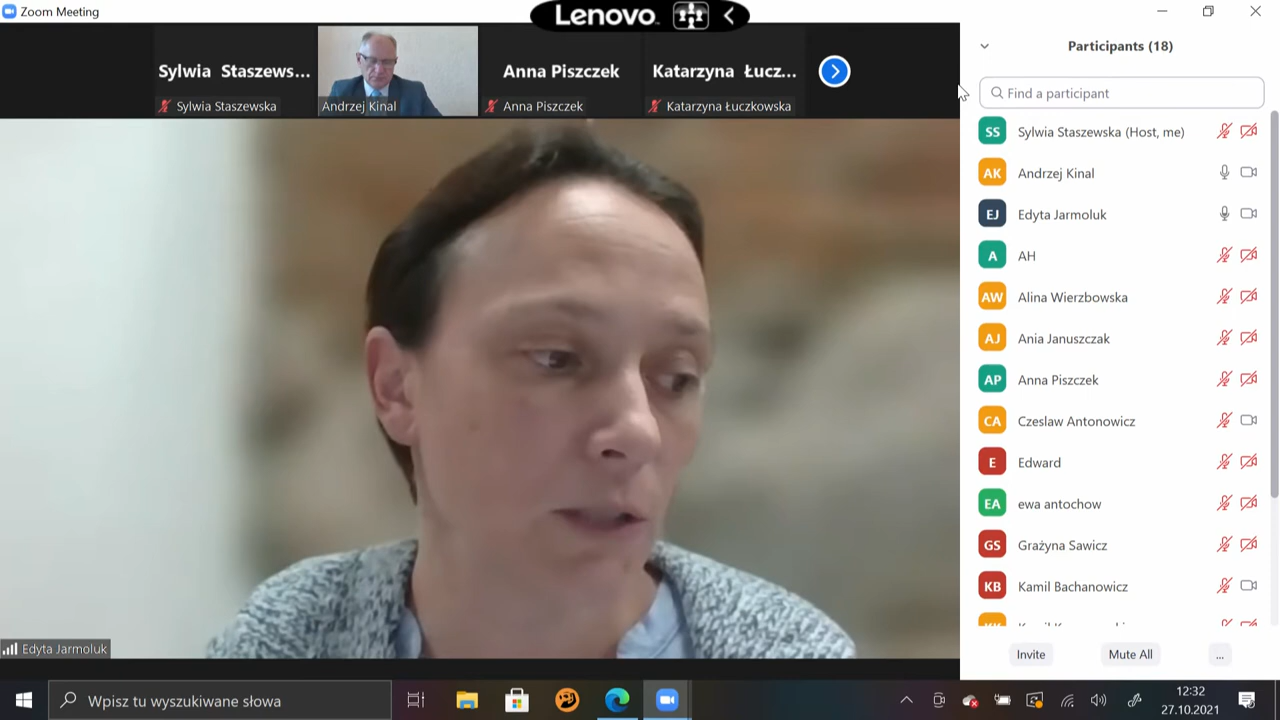 Zoom Meeting
Lenovo
Participants (18)
Sylwia Staszews...
Anna Piszczek
Katarzyna Łucz...
Sylwia Staszewska
Andrzej Kinal
Anna Piszczek
Katarzyna Łuczkowska
Find a participant
SS Sylwia Staszewska (Host, me)
AK Andrzej Kinal
EJ Edyta Jarmoluk
A AH
AW Alina Wierzbowska
AJ Ania Januszczak
AP Anna Piszczek
CA Czeslaw Antonowicz
E Edward
EA ewa antochow
GS Grażyna Sawicz
KB Kamil Bachanowicz
Edyta Jarmoluk
Invite
Mute All
...
Wpisz tu wyszukiwane słowa
12:32
27.10.2021